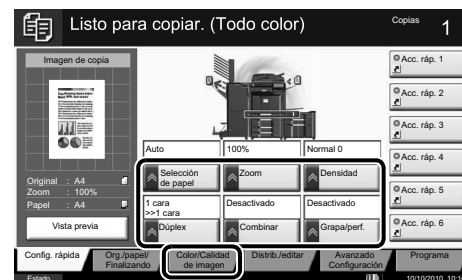 Listo para copiar. (Todo color)
Copias 1
Imagen de copia
Original : A4
Zoom : 100%
Papel : A4
Vista previa
Auto
100%
Normal 0
Selección
de papel
Zoom
Densidad
1 cara
>>1 cara
Desactivado
Desactivado
Dúplex
Combinar
Grapa/perf.
Acc. ráp. 1
Acc. ráp. 2
Acc. ráp. 3
Acc. ráp. 4
Acc. ráp. 5
Acc. ráp. 6
Config. rápida
Org./papel/
Finalizando
Color/Calidad
de imagen
Distrib./editar
Avanzado
Configuración
Programa
Estado
10/10/2010 10:10